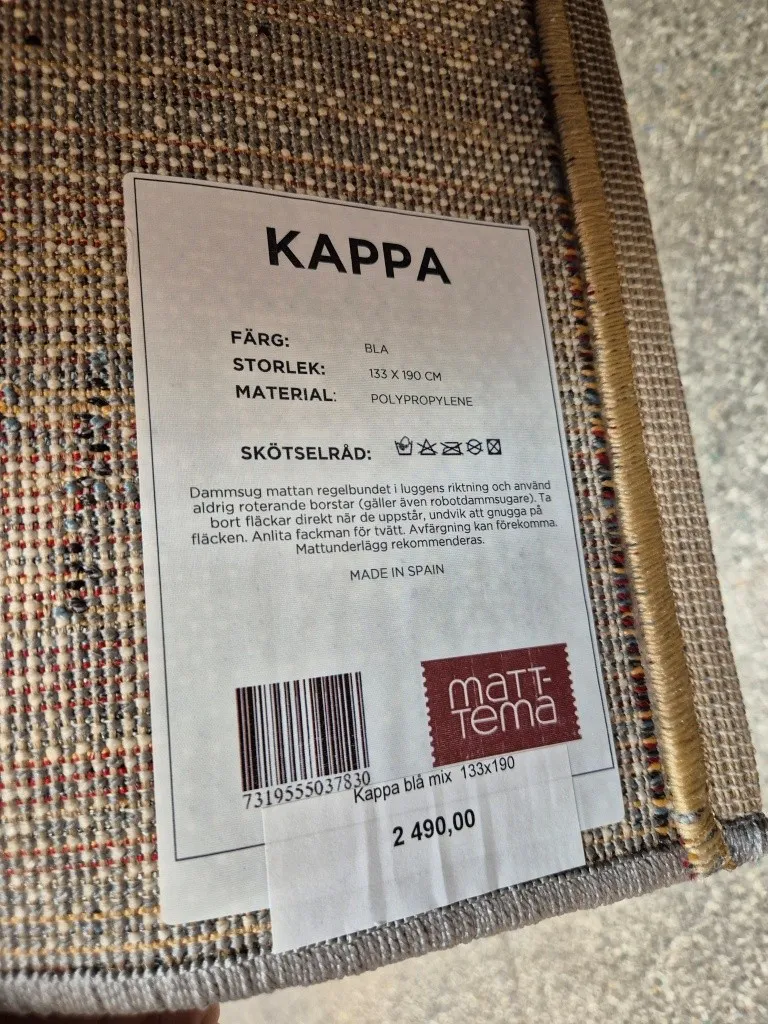 KAPPA
FÄRG: BLA
STORLEK: 133 X 190 CM
MATERIAL: POLYPROPYLENE
SKÖTSELRÅD:
Dammsug mattan regelbundet i luggens riktning och använd
aldrig roterande borstar (gäller även robotdammsugare). Ta
bort fläckar direkt när de uppstår, undvik att gnugga på
fläcken. Anlita fackman för tvätt. Avfärgning kan förekomma.
Mattunderlägg rekommenderas.
MADE IN SPAIN
matt-
tema
7319555037830
Kappa blå mix 133x190
2 490,00